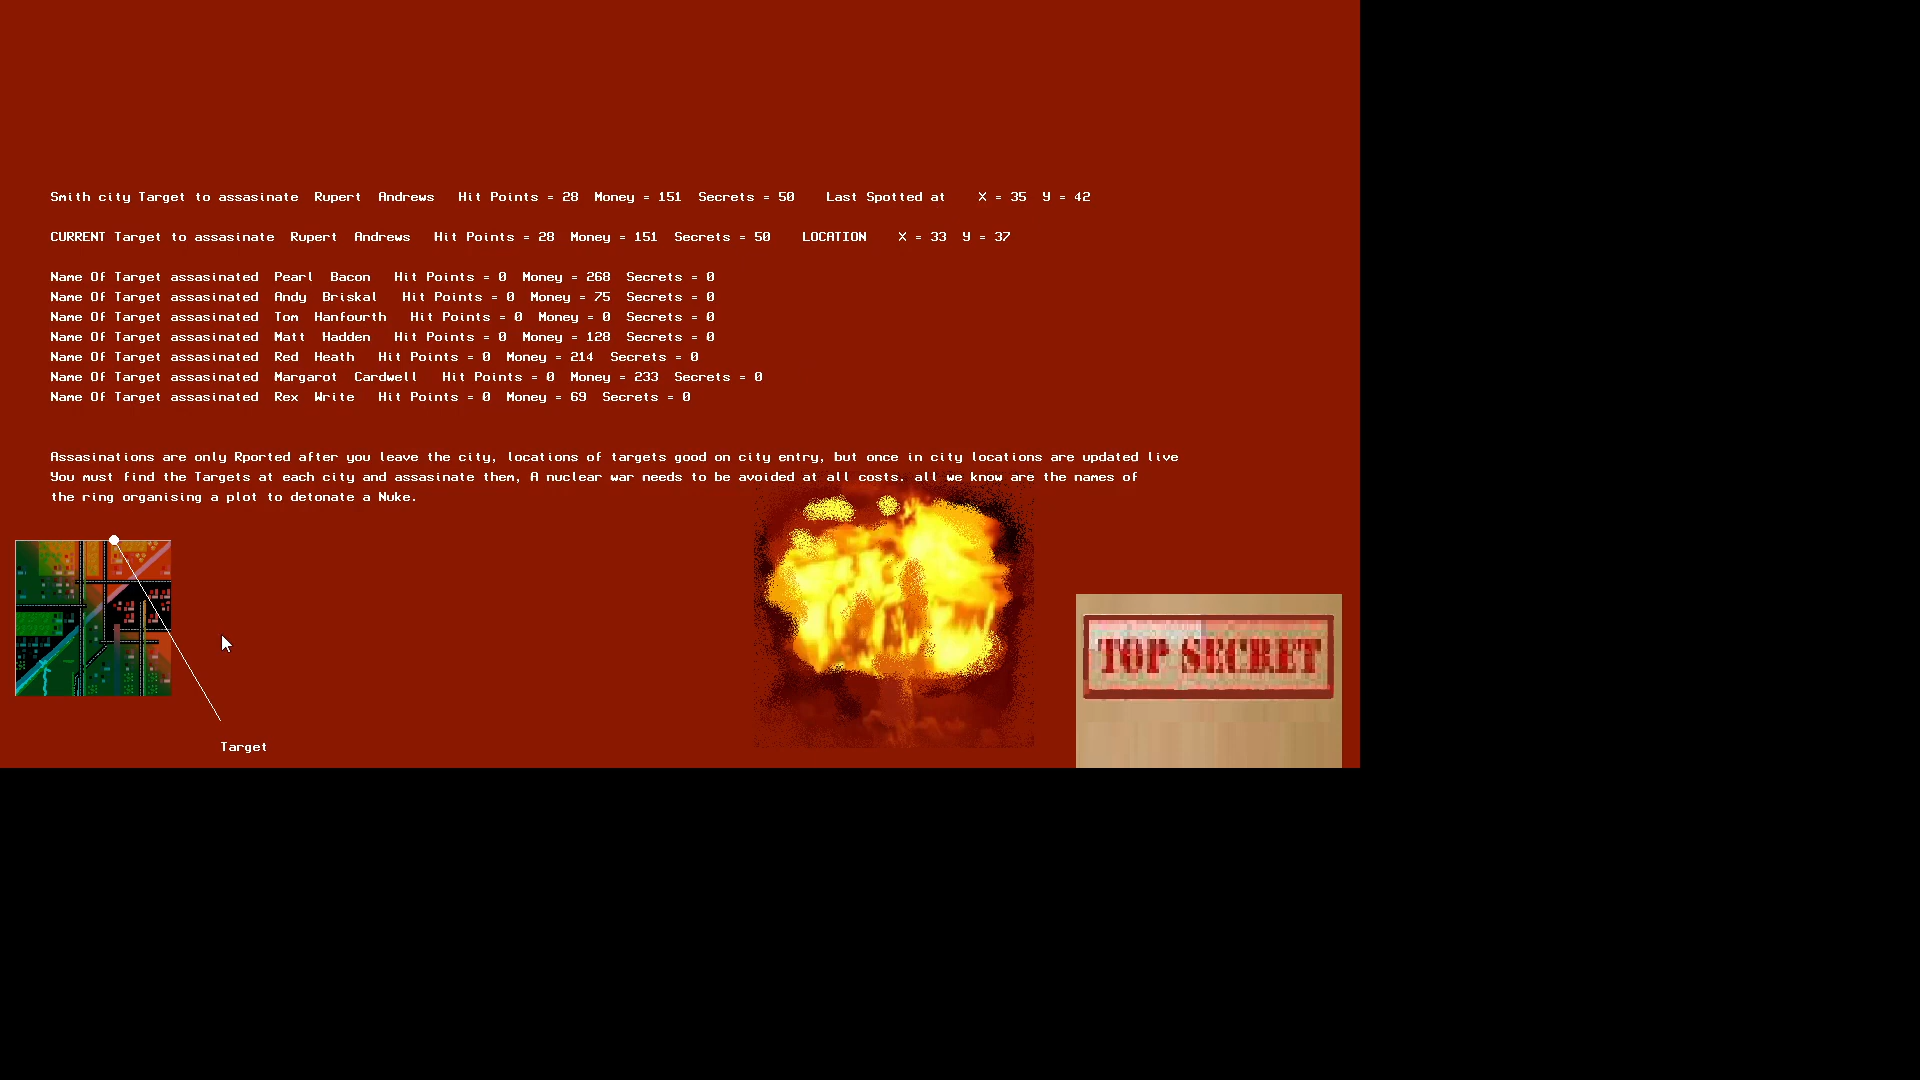 Smith city Target to assasinate  Rupert  Andrews   Hit Points = 28  Money = 151  Secrets = 50    Last Spotted at    X = 35  Y = 42
CURRENT Target to assasinate  Rupert  Andrews   Hit Points = 28  Money = 151  Secrets = 50    LOCATION    X = 33  Y = 37
Name Of Target assasinated  Pearl  Bacon   Hit Points = 0  Money = 268  Secrets = 0
Name Of Target assasinated  Andy  Briskal   Hit Points = 0  Money = 75  Secrets = 0
Name Of Target assasinated  Tom  Hanfourth   Hit Points = 0  Money = 0  Secrets = 0
Name Of Target assasinated  Matt  Hadden   Hit Points = 0  Money = 128  Secrets = 0
Name Of Target assasinated  Red  Heath   Hit Points = 0  Money = 214  Secrets = 0
Name Of Target assasinated  Margarot  Cardwell   Hit Points = 0  Money = 233  Secrets = 0
Name Of Target assasinated  Rex  Write   Hit Points = 0  Money = 69  Secrets = 0
Assasinations are only Rported after you leave the city, locations of targets good on city entry, but once in city locations are updated live
You must find the Targets at each city and assasinate them, A nuclear war needs to be avoided at all costs. all we know are the names of
the ring organising a plot to detonate a Nuke.
TOP SECRET
Target